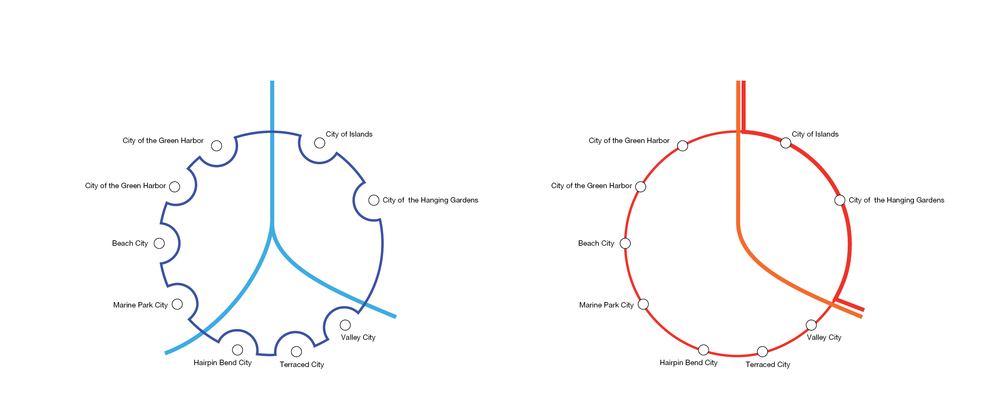 City of the Green Harbor
City of Islands
City of the Green Harbor
City of  the Hanging Gardens
Beach City
Marine Park City
Valley City
Hairpin Bend City
Terraced City
City of the Green Harbor
City of Islands
City of the Green Harbor
City of  the Hanging Gardens
Beach City
Marine Park City
Valley City
Hairpin Bend City
Terraced City